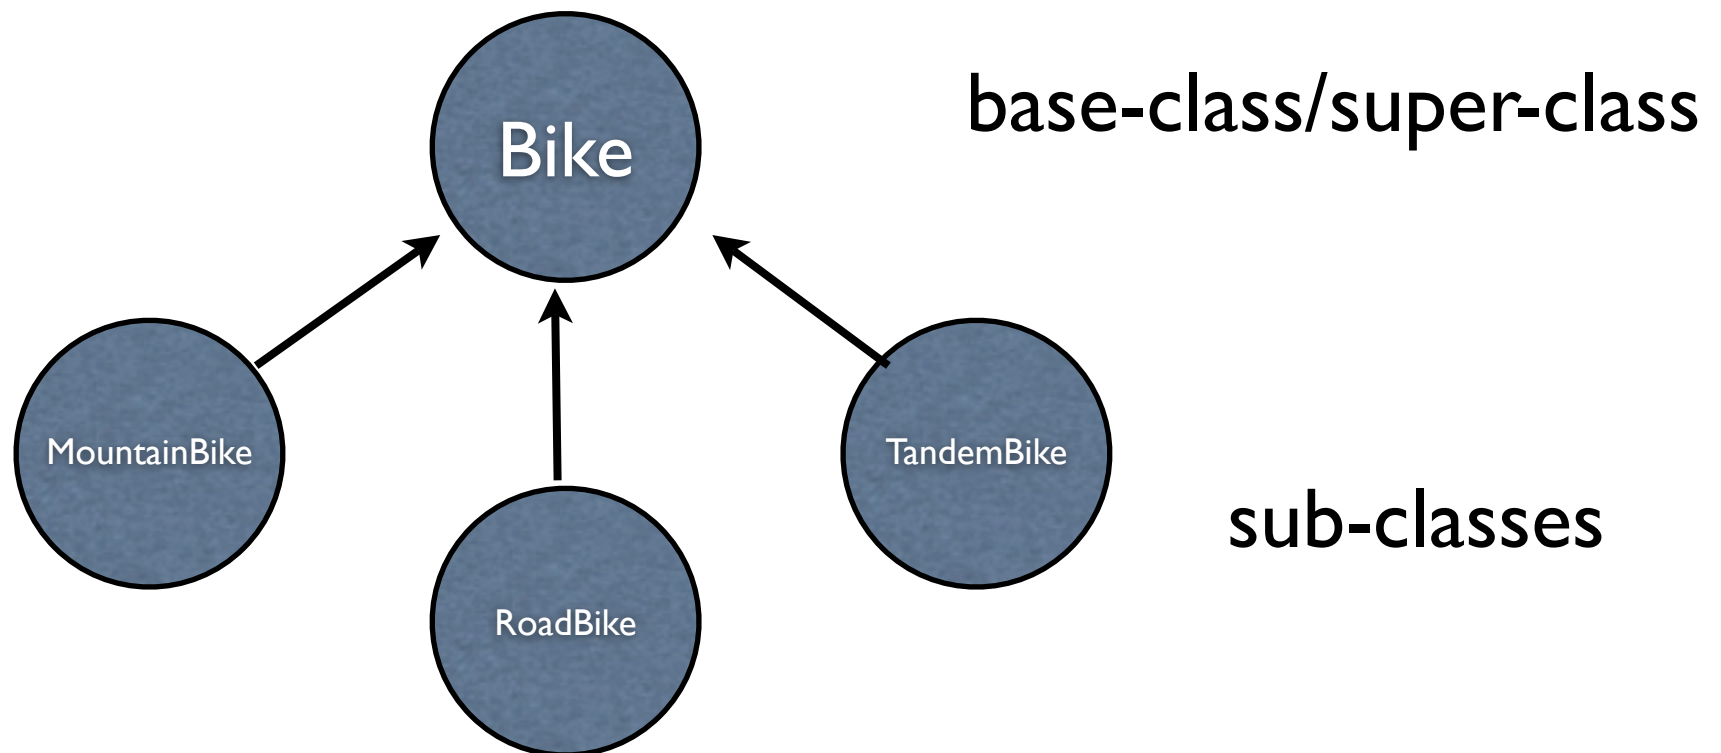 Bike
base-class/super-class
MountainBike
TandemBike
sub-classes
RoadBike